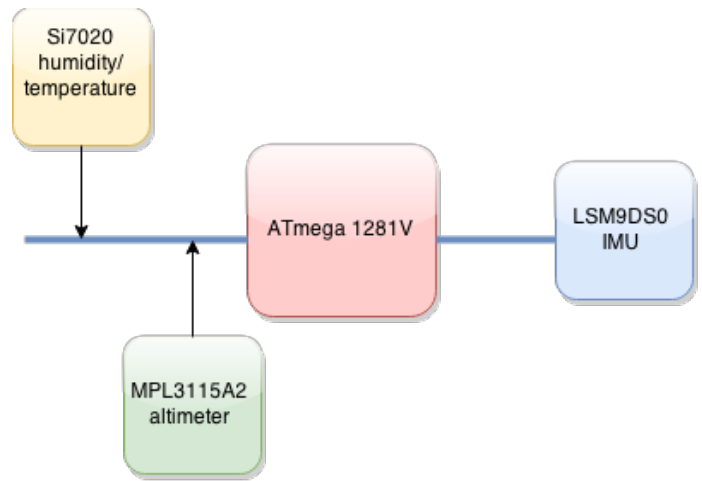 Si7020
humidity/
temperature
ATmega 1281V
LSM9DS0
IMU
MPL3115A2
altimeter